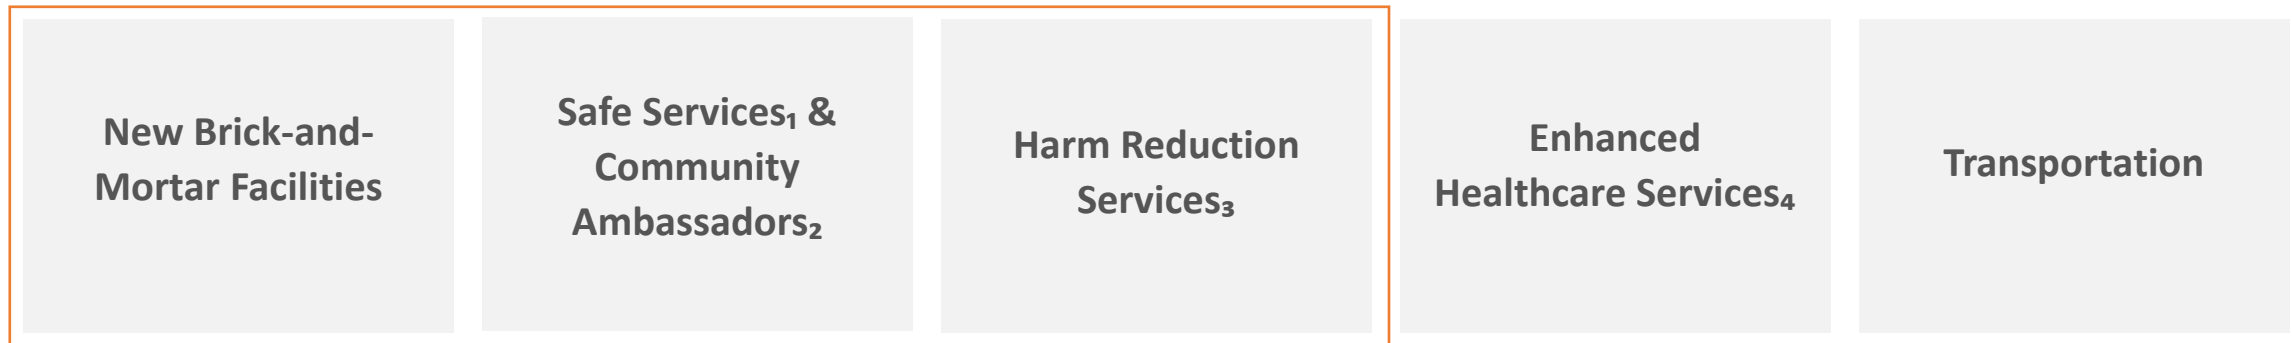 New Brick-and-
Mortar Facilities
Safe Services₁ &
Community
Ambassadors₂
Harm Reduction
Services₃
Enhanced
Healthcare Services₄
Transportation